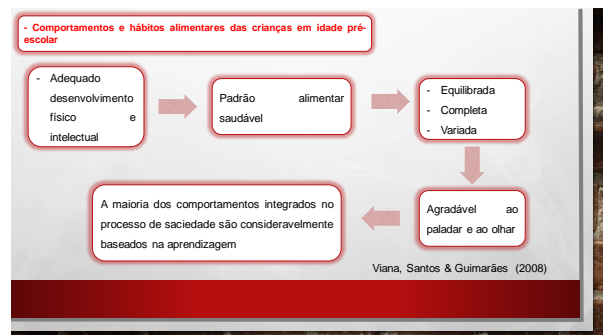 - Comportamentos e hábitos alimentares das crianças em idade pré-
escolar
- Adequado
desenvolvimento
físico e
intelectual
Padrão alimentar
saudável
- Equilibrada
- Completa
- Variada
Agradável ao
paladar e ao olhar
A maioria dos comportamentos integrados no
processo de saciedade são consideravelmente
baseados na aprendizagem
Viana, Santos & Guimarães (2008)